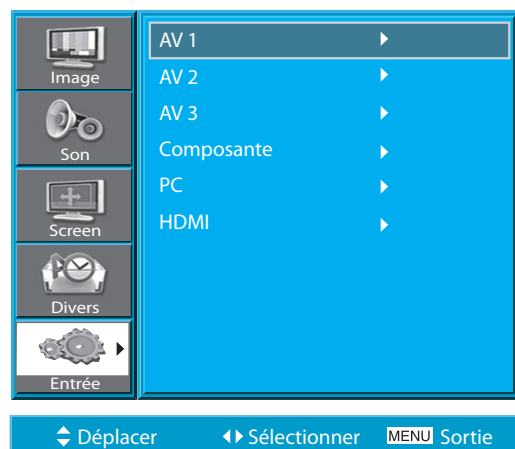 Image
Son
Screen
Divers
Entrée
AV 1
AV 2
AV 3
Composante
PC
HDMI
Déplacer Sélectionner MENU Sortie